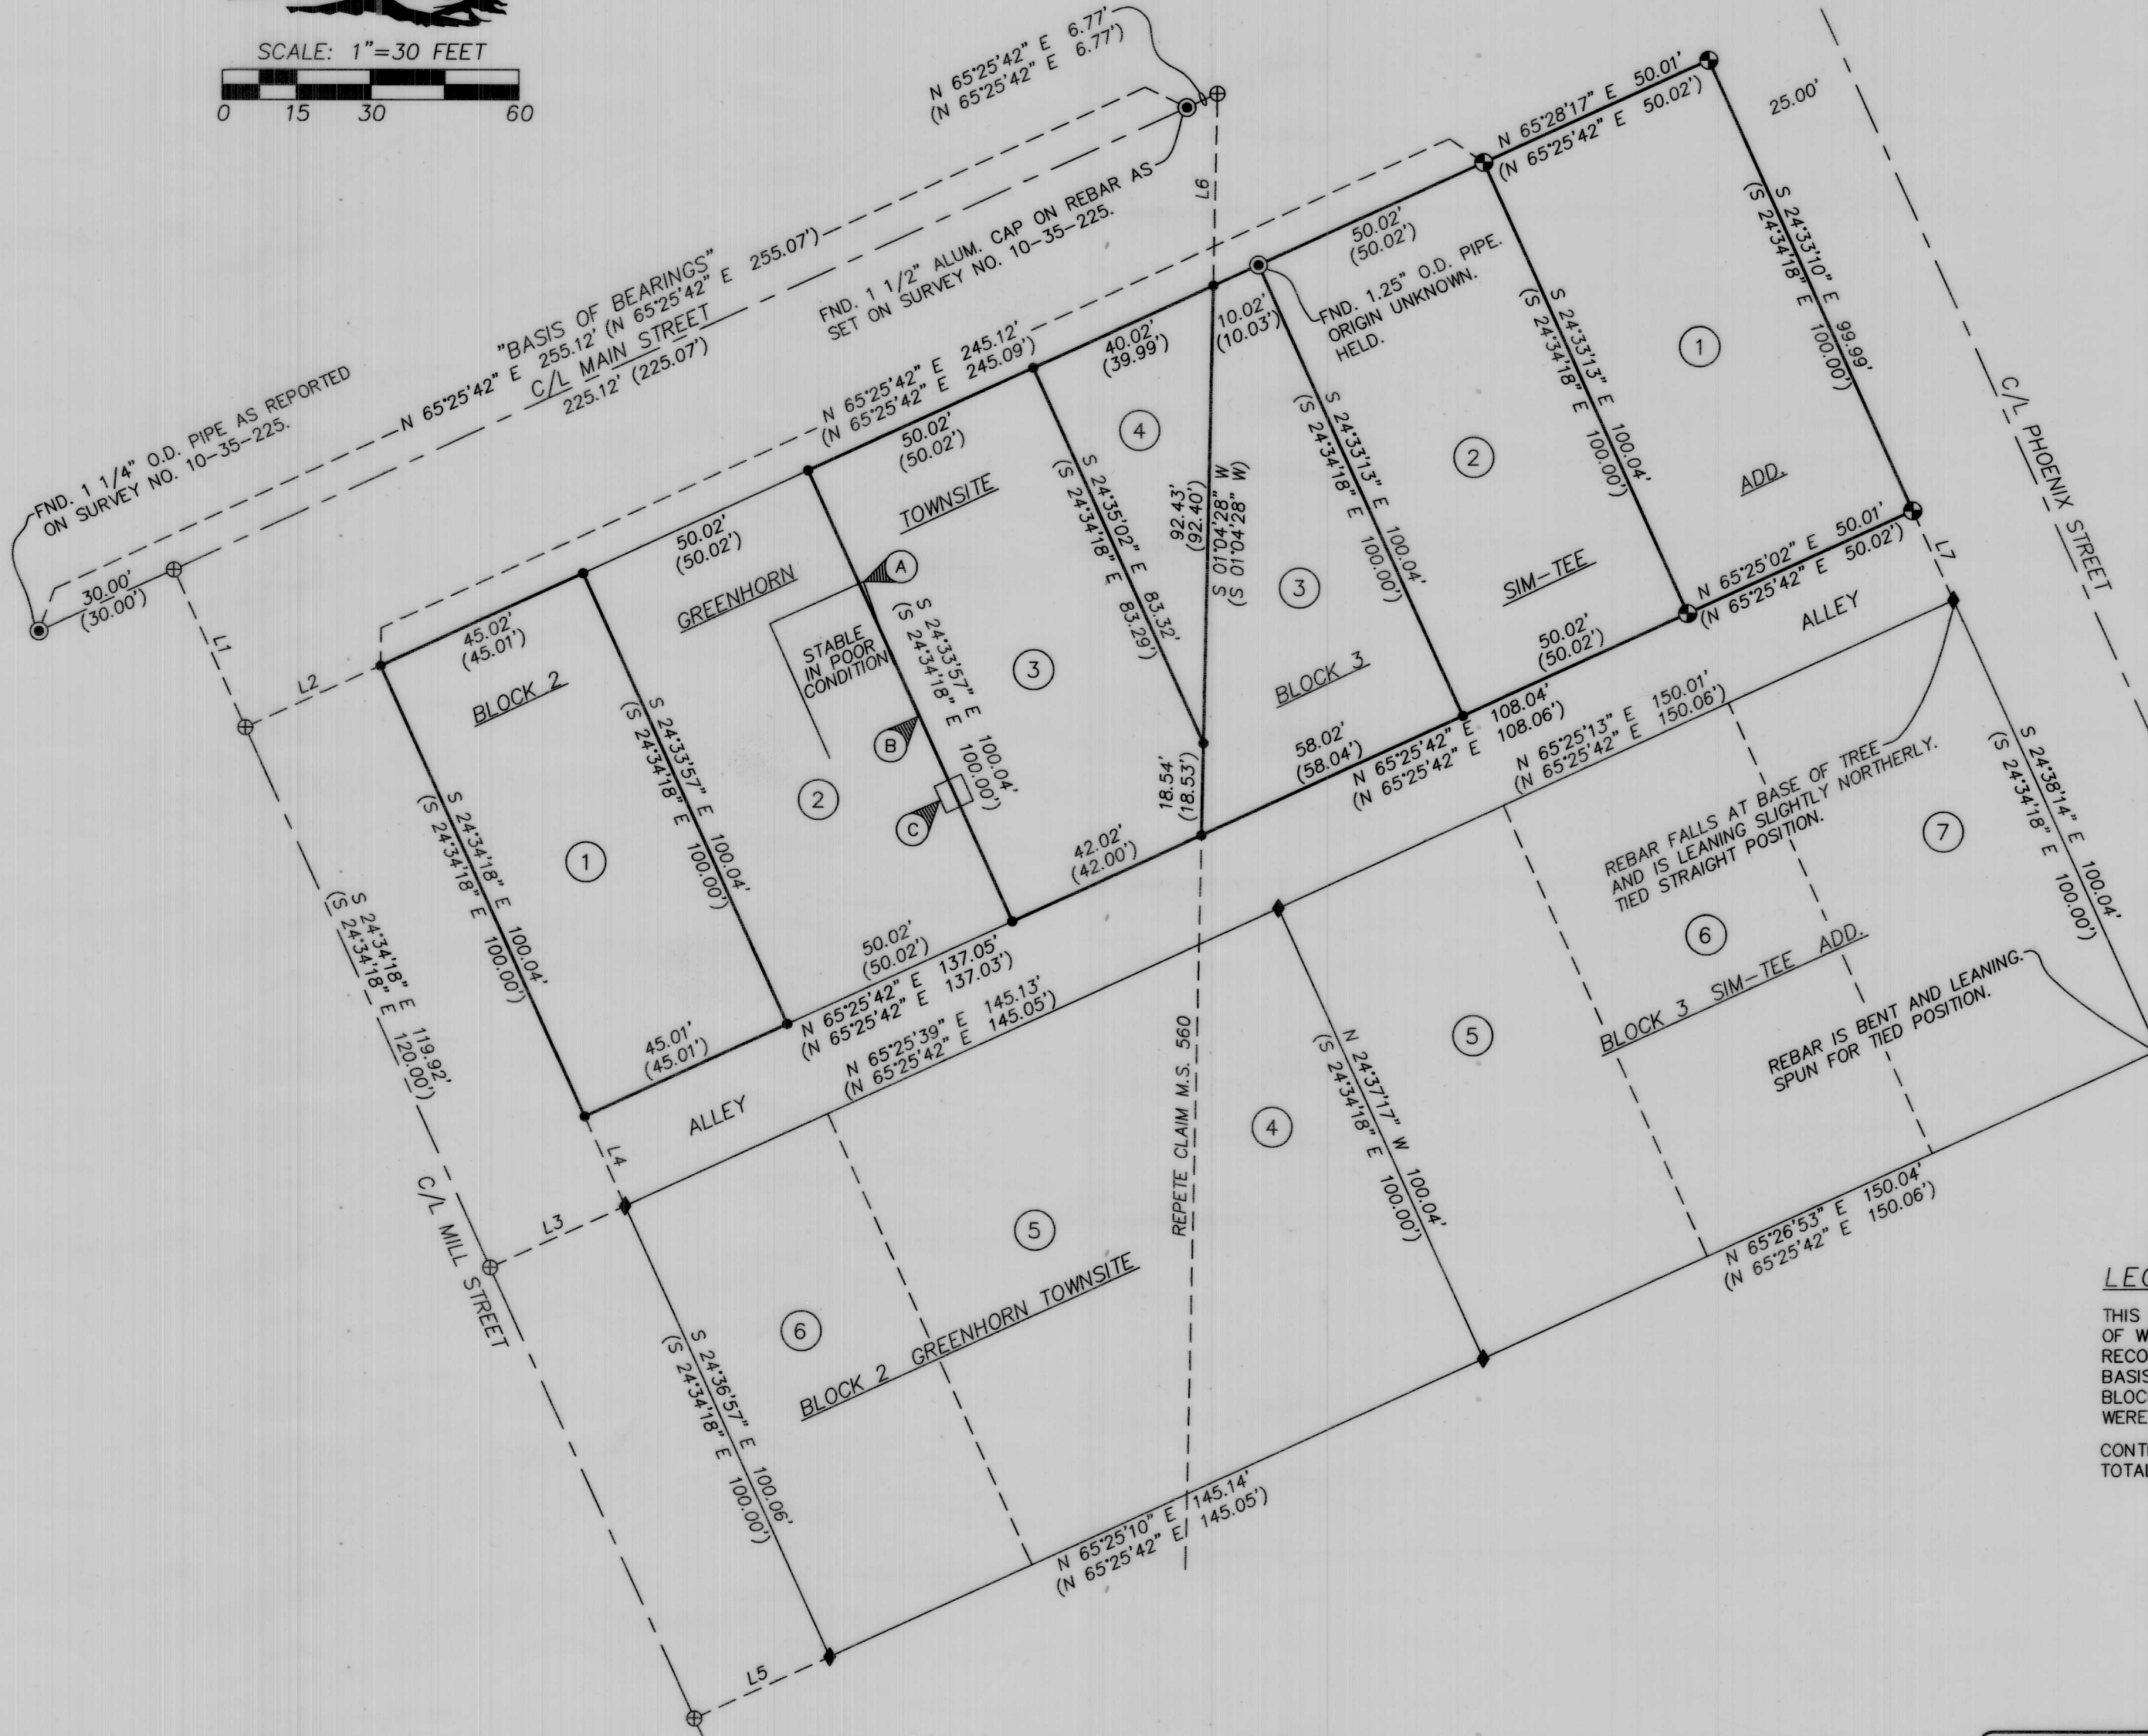 SCALE: 1"=30 FEET
0 15 30 60
N 65°25'42" E 6.77'
(N 65°25'42" E 6.77')
"BASIS OF BEARINGS"
N 65°25'42" E 255.12' (N 65°25'42" E 255.07')
C/L MAIN STREET
225.12' (225.07')
FND. 1 1/2" ALUM. CAP ON REBAR AS
SET ON SURVEY NO. 10-35-225.
FND. 1 1/4" O.D. PIPE AS REPORTED
ON SURVEY NO. 10-35-225.
30.00'
(30.00')
L1
L2
L6
N 65°28'17" E 50.01'
(N 65°25'42" E 50.02')
25.00'
C/L PHOENIX STREET
50.02'
(50.02')
FND. 1.25" O.D. PIPE.
ORIGIN UNKNOWN.
HELD.
10.02'
(10.03')
40.02'
(39.99')
N 65°25'42" E 245.12'
(N 65°25'42" E 245.09')
50.02'
(50.02')
50.02'
(50.02')
45.02'
(45.01')
BLOCK 2
GREENHORN
TOWNSITE
STABLE
IN POOR
CONDITION
A
B
C
1
2
3
4
3
2
1
S 24°34'18" E 100.04'
(S 24°34'18" E 100.00')
S 24°33'57" E 100.04'
(S 24°34'18" E 100.00')
S 24°33'57" E 100.04'
(S 24°34'18" E 100.00')
S 24°35'02" E 83.32'
(S 24°34'18" E 83.29')
92.43'
(92.40')
S 01°04'28" W
(S 01°04'28" W)
S 24°33'13" E 100.04'
(S 24°34'18" E 100.00')
S 24°33'13" E 100.04'
(S 24°34'18" E 100.00')
S 24°33'10" E 99.99'
(S 24°34'18" E 100.00')
BLOCK 3
SIM-TEE
ADD.
N 65°25'02" E 50.01'
(N 65°25'42" E 50.02')
L7
ALLEY
50.02'
(50.02')
N 65°25'42" E 108.04'
(N 65°25'42" E 108.06')
58.02'
(58.04')
18.54'
(18.53')
42.02'
(42.00')
50.02'
(50.02')
N 65°25'42" E 137.05'
(N 65°25'42" E 137.03')
45.01'
(45.01')
N 65°25'13" E 150.01'
(N 65°25'42" E 150.06')
N 65°25'39" E 145.13'
(N 65°25'42" E 145.05')
ALLEY
L4
L3
S 24°34'18" E 119.92'
(S 24°34'18" E 120.00')
C/L MILL STREET
REBAR FALLS AT BASE OF TREE
AND IS LEANING SLIGHTLY NORTHERLY.
TIED STRAIGHT POSITION.
S 24°38'14" E 100.04'
(S 24°34'18" E 100.00')
7
6
5
4
5
6
BLOCK 3 SIM-TEE ADD.
REBAR IS BENT AND LEANING.
SPUN FOR TIED POSITION.
N 24°37'17" W 100.04'
(S 24°34'18" E 100.00')
REPETE CLAIM M.S. 560
BLOCK 2 GREENHORN TOWNSITE
S 24°36'57" E 100.06'
(S 24°34'18" E 100.00')
N 65°26'53" E 150.04'
(N 65°25'42" E 150.06')
N 65°25'10" E 145.14'
(N 65°25'42" E 145.05')
L5
THIS
OF
BASIS
WERE